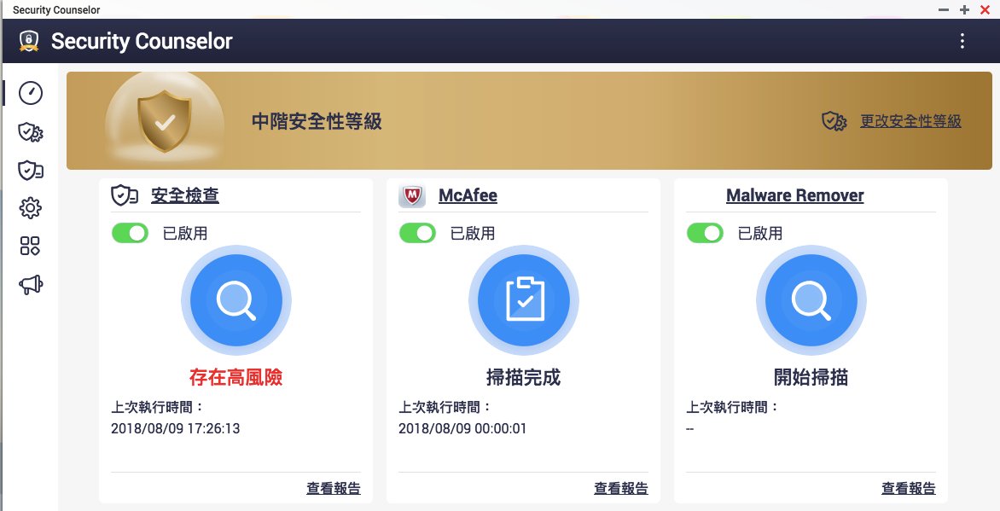 Security Counselor
Security Counselor
中階安全性等級
更改安全性等級
安全檢查
已啟用
存在高風險
上次執行時間：
2018/08/09 17:26:13
查看報告
McAfee
已啟用
掃描完成
上次執行時間：
2018/08/09 00:00:01
查看報告
Malware Remover
已啟用
開始掃描
上次執行時間：
--
查看報告